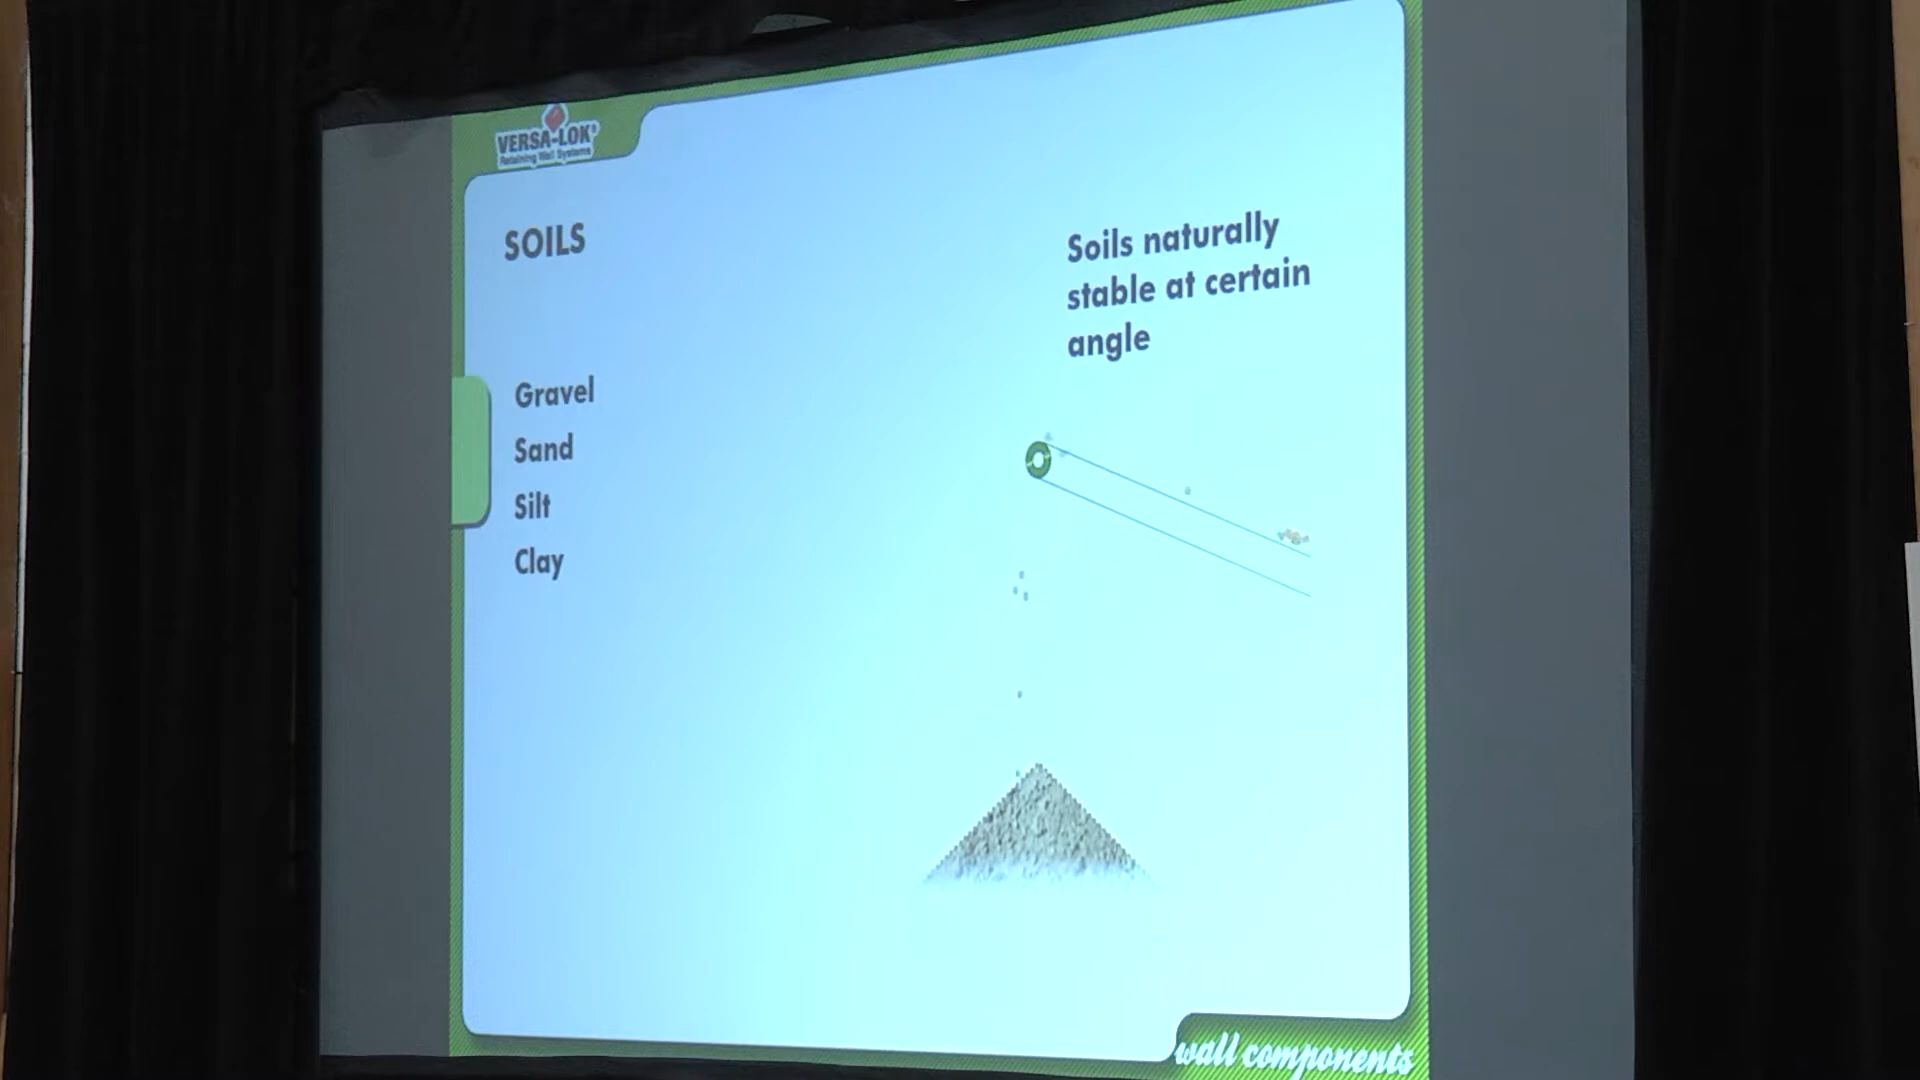 VERSA-LOK®
Retaining Wall Systems
SOILS
Soils naturally
stable at certain
angle
Gravel
Sand
Silt
Clay
wall components